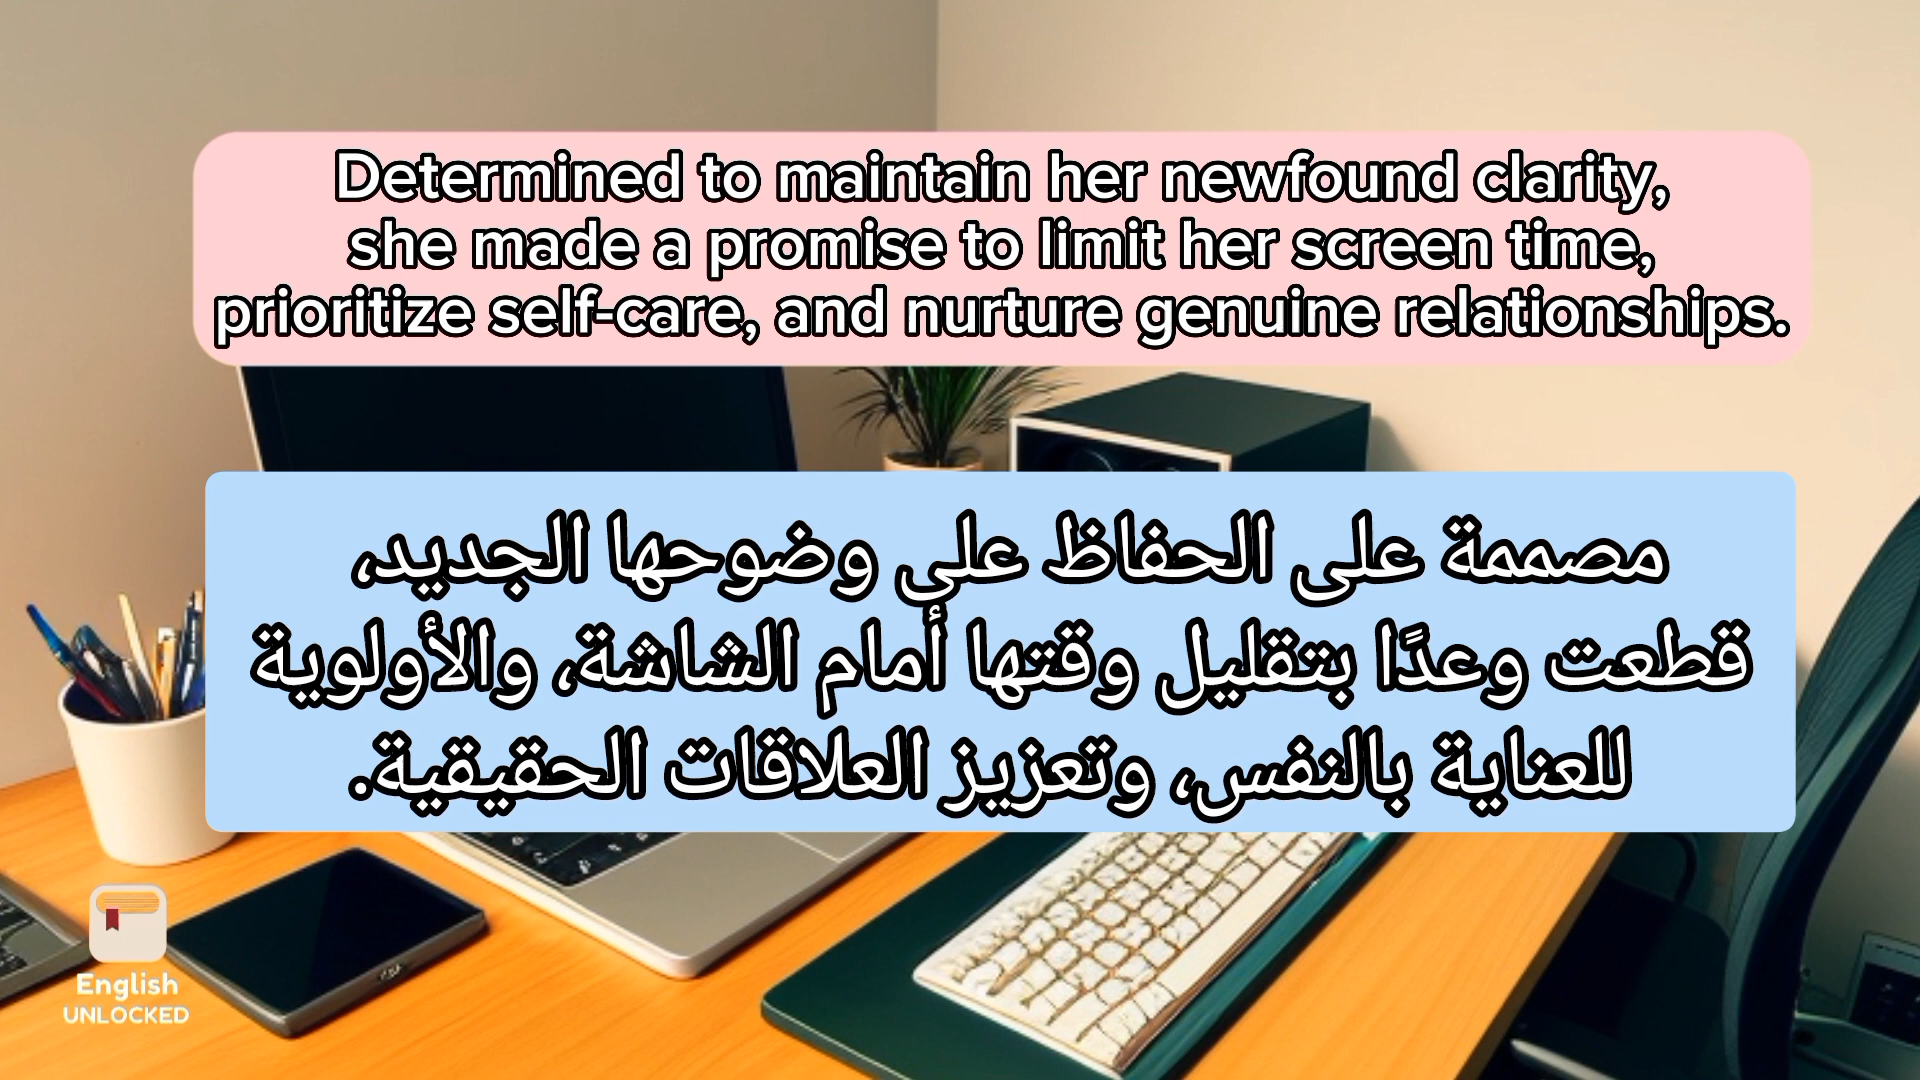 Determined to maintain her newfound clarity,
she made a promise to limit her screen time,
prioritize self-care, and nurture genuine relationships.
مصممة على الحفاظ على وضوحها الجديد،
قطعت وعدًا بتقليل وقتها أمام الشاشة، والأولوية
للعناية بالنفس، وتعزيز العلاقات الحقيقية.
English
UNLOCKED